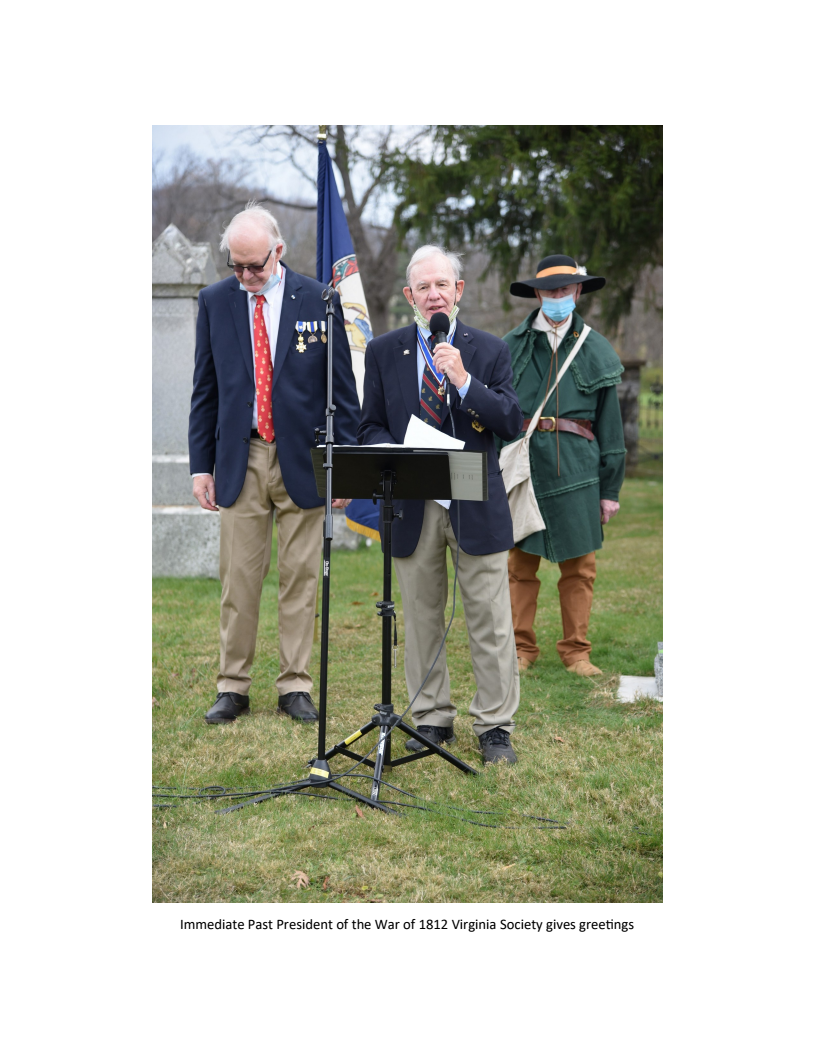 Immediate Past President of the War of 1812 Virginia Society gives greetings